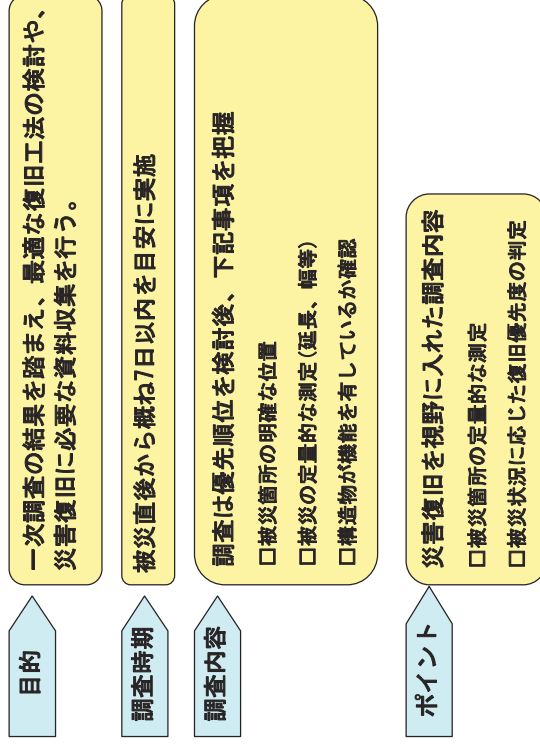 目的
一次調査の結果を踏まえ、最適な復旧工法の検討や、
災害復旧に必要な資料収集を行う。
調査時期
被災直後から概ね7日以内を目安に実施
調査内容
調査は優先順位を検討後、下記事項を把握
□被災箇所の明確な位置
□被災の定量的な測定(延長、幅等)
□構造物が機能を有しているか確認
ポイント
災害復旧を視野に入れた調査内容
□被災箇所の定量的な測定
□被災状況に応じた復旧優先度の判定